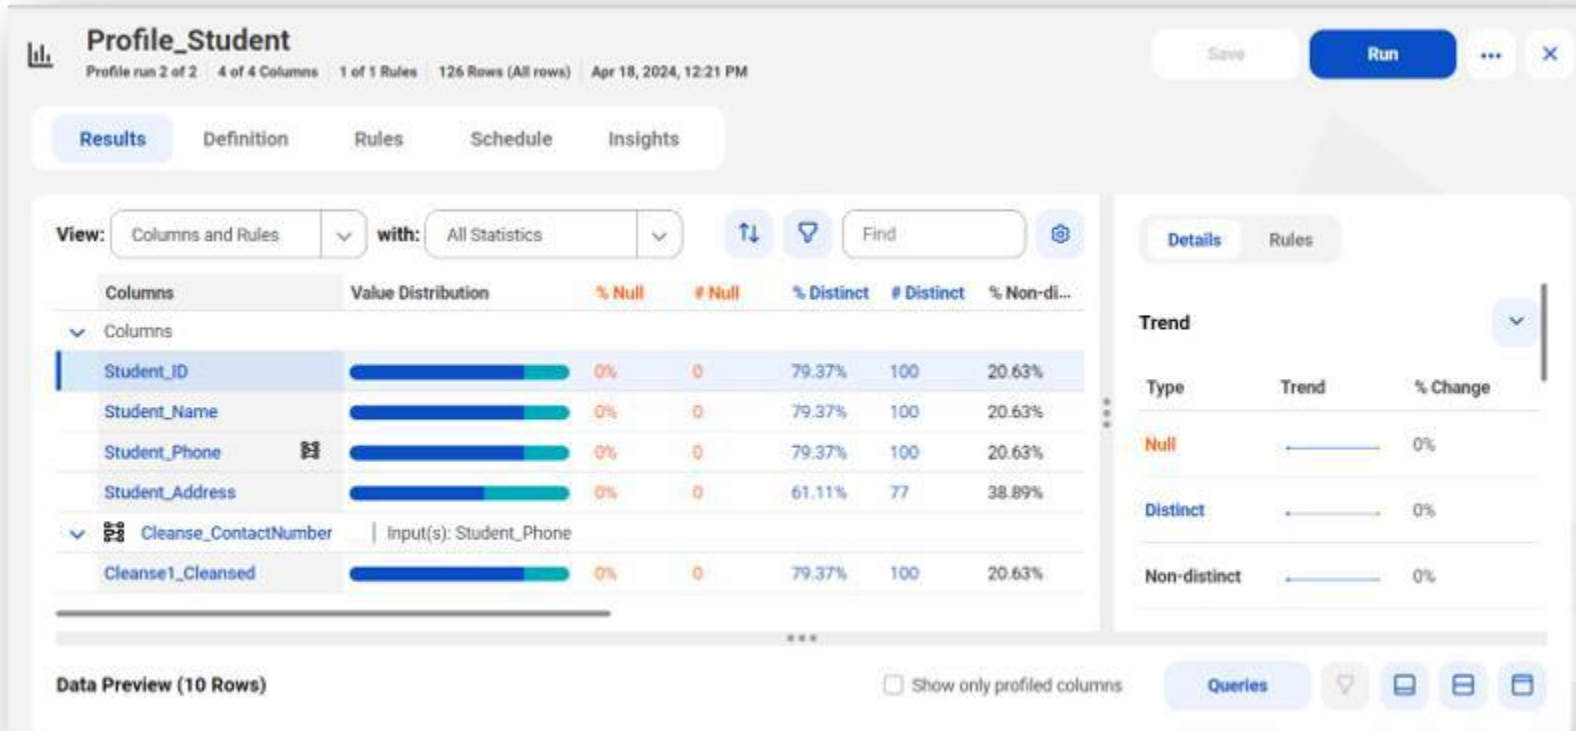 Profile_Student
Profile run 2 of 2 4 of 4 Columns 1 of 1 Rules 126 Rows (All rows) Apr 18, 2024, 12:21 PM
Save Run
Results Definition Rules Schedule Insights
View: Columns and Rules with: All Statistics Find
Columns Value Distribution % Null # Null % Distinct # Distinct % Non-di...
Columns
Student_ID 0% 0 79.37% 100 20.63%
Student_Name 0% 0 79.37% 100 20.63%
Student_Phone 0% 0 79.37% 100 20.63%
Student_Address 0% 0 61.11% 77 38.89%
Cleanse_ContactNumber Input(s): Student_Phone
Cleanse1_Cleansed 0% 0 79.37% 100 20.63%
Details Rules
Trend
Type Trend % Change
Null 0%
Distinct 0%
Non-distinct 0%
Data Preview (10 Rows) Show only profiled columns Queries